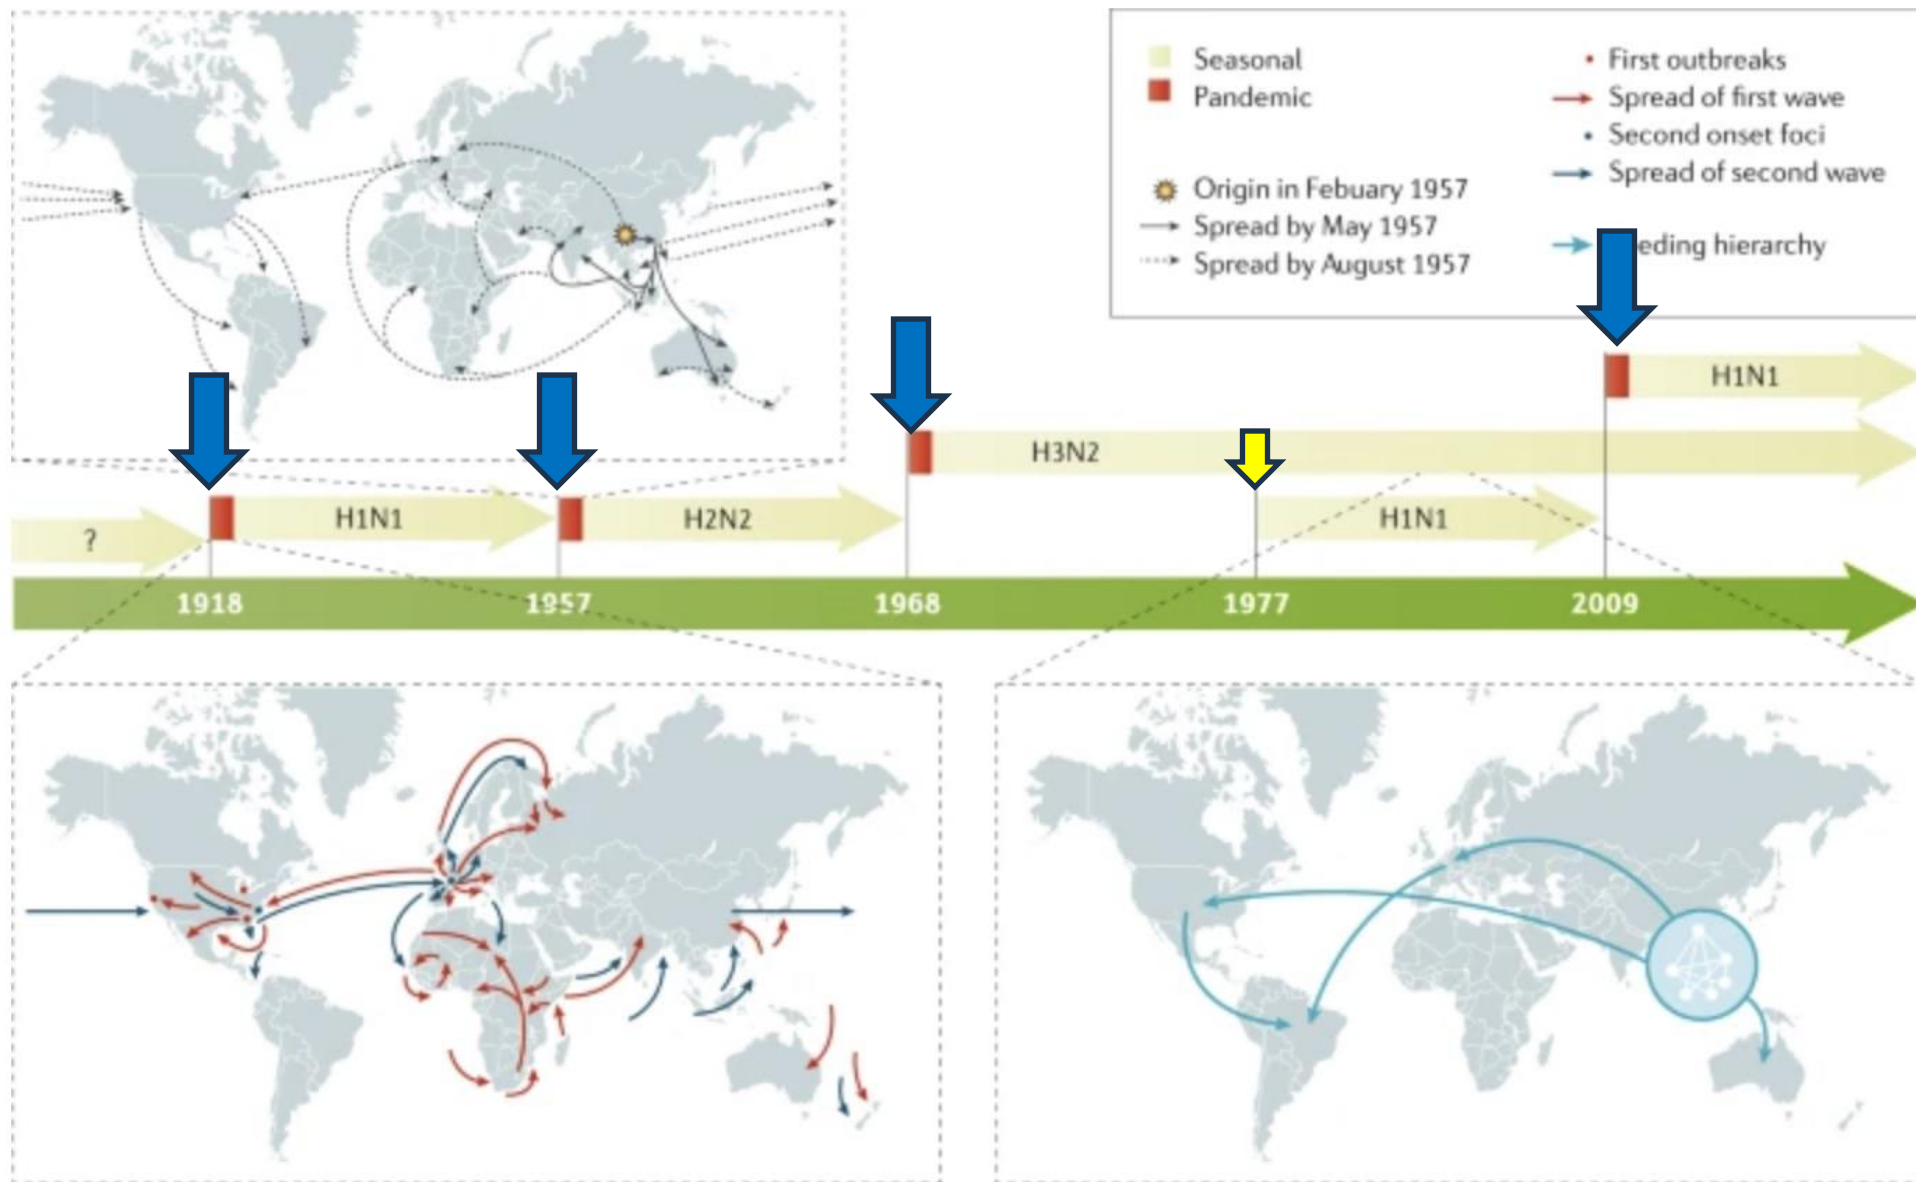 Seasonal
Pandemic
Origin in Febuary 1957
Spread by May 1957
Spread by August 1957
First outbreaks
Spread of first wave
Second onset foci
Spread of second wave
eeding hierarchy
H1N1
H3N2
?
H1N1
H2N2
H1N1
1918
1957
1968
1977
2009